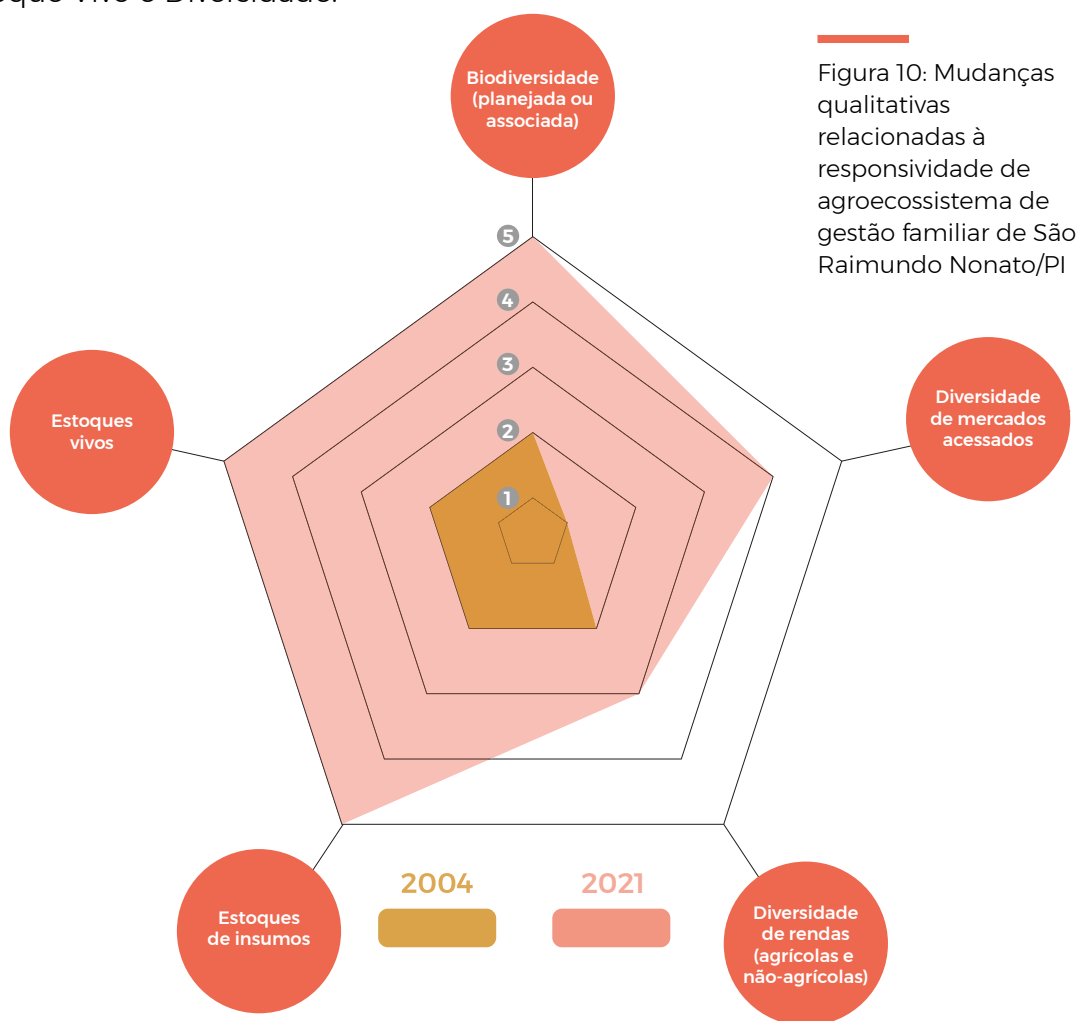 Biodiversidade
(planejada ou
associada)
Figura 10: Mudanças
qualitativas
relacionadas à
responsividade de
agroecossistema de
gestão familiar de São
Raimundo Nonato/PI
5
4
3
2
1
Estoques
vivos
Diversidade
de mercados
acessados
Estoques
de insumos
2004
2021
Diversidade
de rendas
(agrícolas e
não-agrícolas)